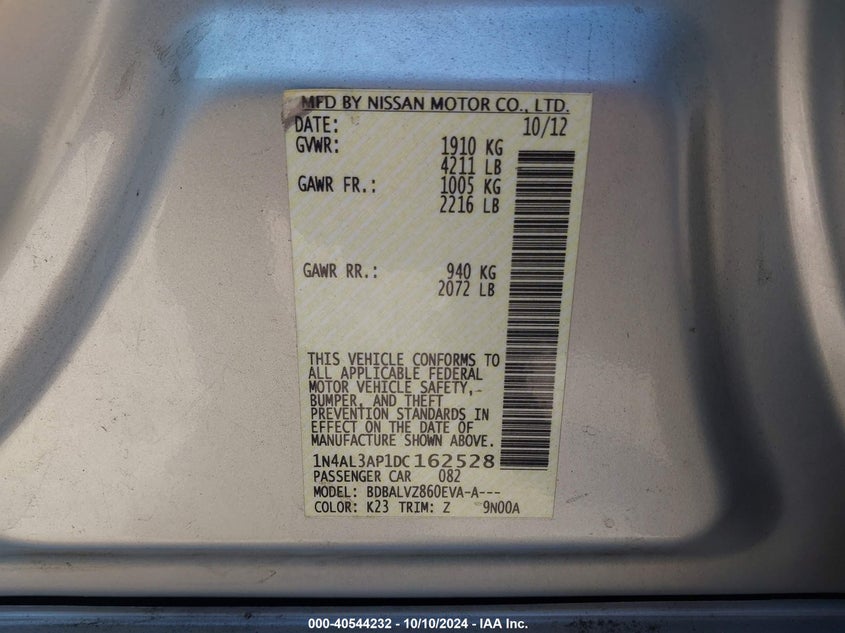 MFD BY NISSAN MOTOR CO., LTD.
DATE: 10/12
GVWR: 1910 KG
4211 LB
GAWR FR.: 1005 KG
2216 LB
GAWR RR.: 940 KG
2072 LB
THIS VEHICLE CONFORMS TO
ALL APPLICABLE FEDERAL
MOTOR VEHICLE SAFETY,
BUMPER, AND THEFT
PREVENTION STANDARDS IN
EFFECT ON THE DATE OF
MANUFACTURE SHOWN ABOVE.
1N4AL3AP1DC162528
PASSENGER CAR 082
MODEL: BDBALVZ860EVA-A---
COLOR: K23 TRIM: Z 9N00A
000-40544232 - 10/10/2024 - IAA Inc.